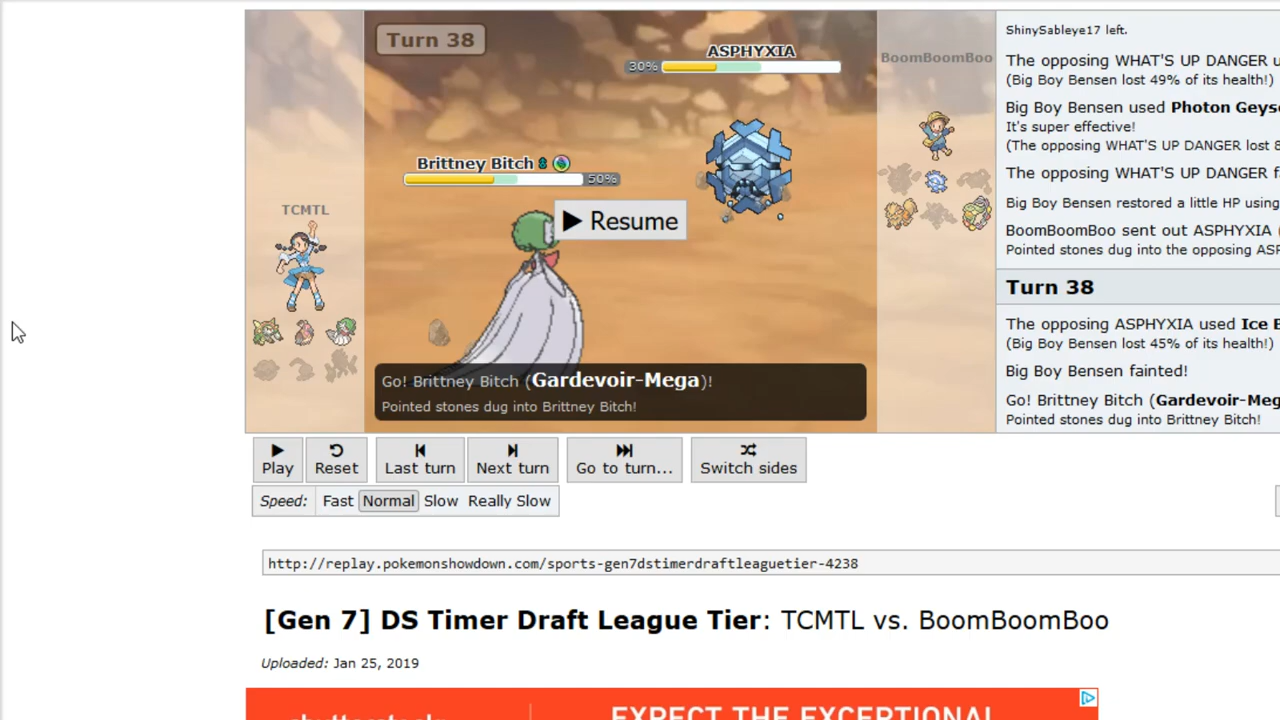 Turn 38
ASPHYXIA
30%
Brittney Bitch
50%
Resume
TCMTL
BoomBoomBoo
Go! Brittney Bitch (Gardevoir-Mega)!
Pointed stones dug into Brittney Bitch!
ShinySableye17 left.
The opposing WHAT'S UP DANGER u
(Big Boy Bensen lost 49% of its health!)
Big Boy Bensen used Photon Geyse
It's super effective!
(The opposing WHAT'S UP DANGER lost 8
The opposing WHAT'S UP DANGER f
Big Boy Bensen restored a little HP using
BoomBoomBoo sent out ASPHYXIA (
Pointed stones dug into the opposing ASP
Turn 38
The opposing ASPHYXIA used Ice B
(Big Boy Bensen lost 45% of its health!)
Big Boy Bensen fainted!
Go! Brittney Bitch (Gardevoir-Meg
Pointed stones dug into Brittney Bitch!
Play Reset Last turn Next turn Go to turn... Switch sides
Speed: Fast Normal Slow Really Slow
http://replay.pokemonshowdown.com/sports-gen7dstimerdraftleaguetier-4238
[Gen 7] DS Timer Draft League Tier: TCMTL vs. BoomBoomBoo
Uploaded: Jan 25, 2019
EXPECT THE EXCEPTIONAL